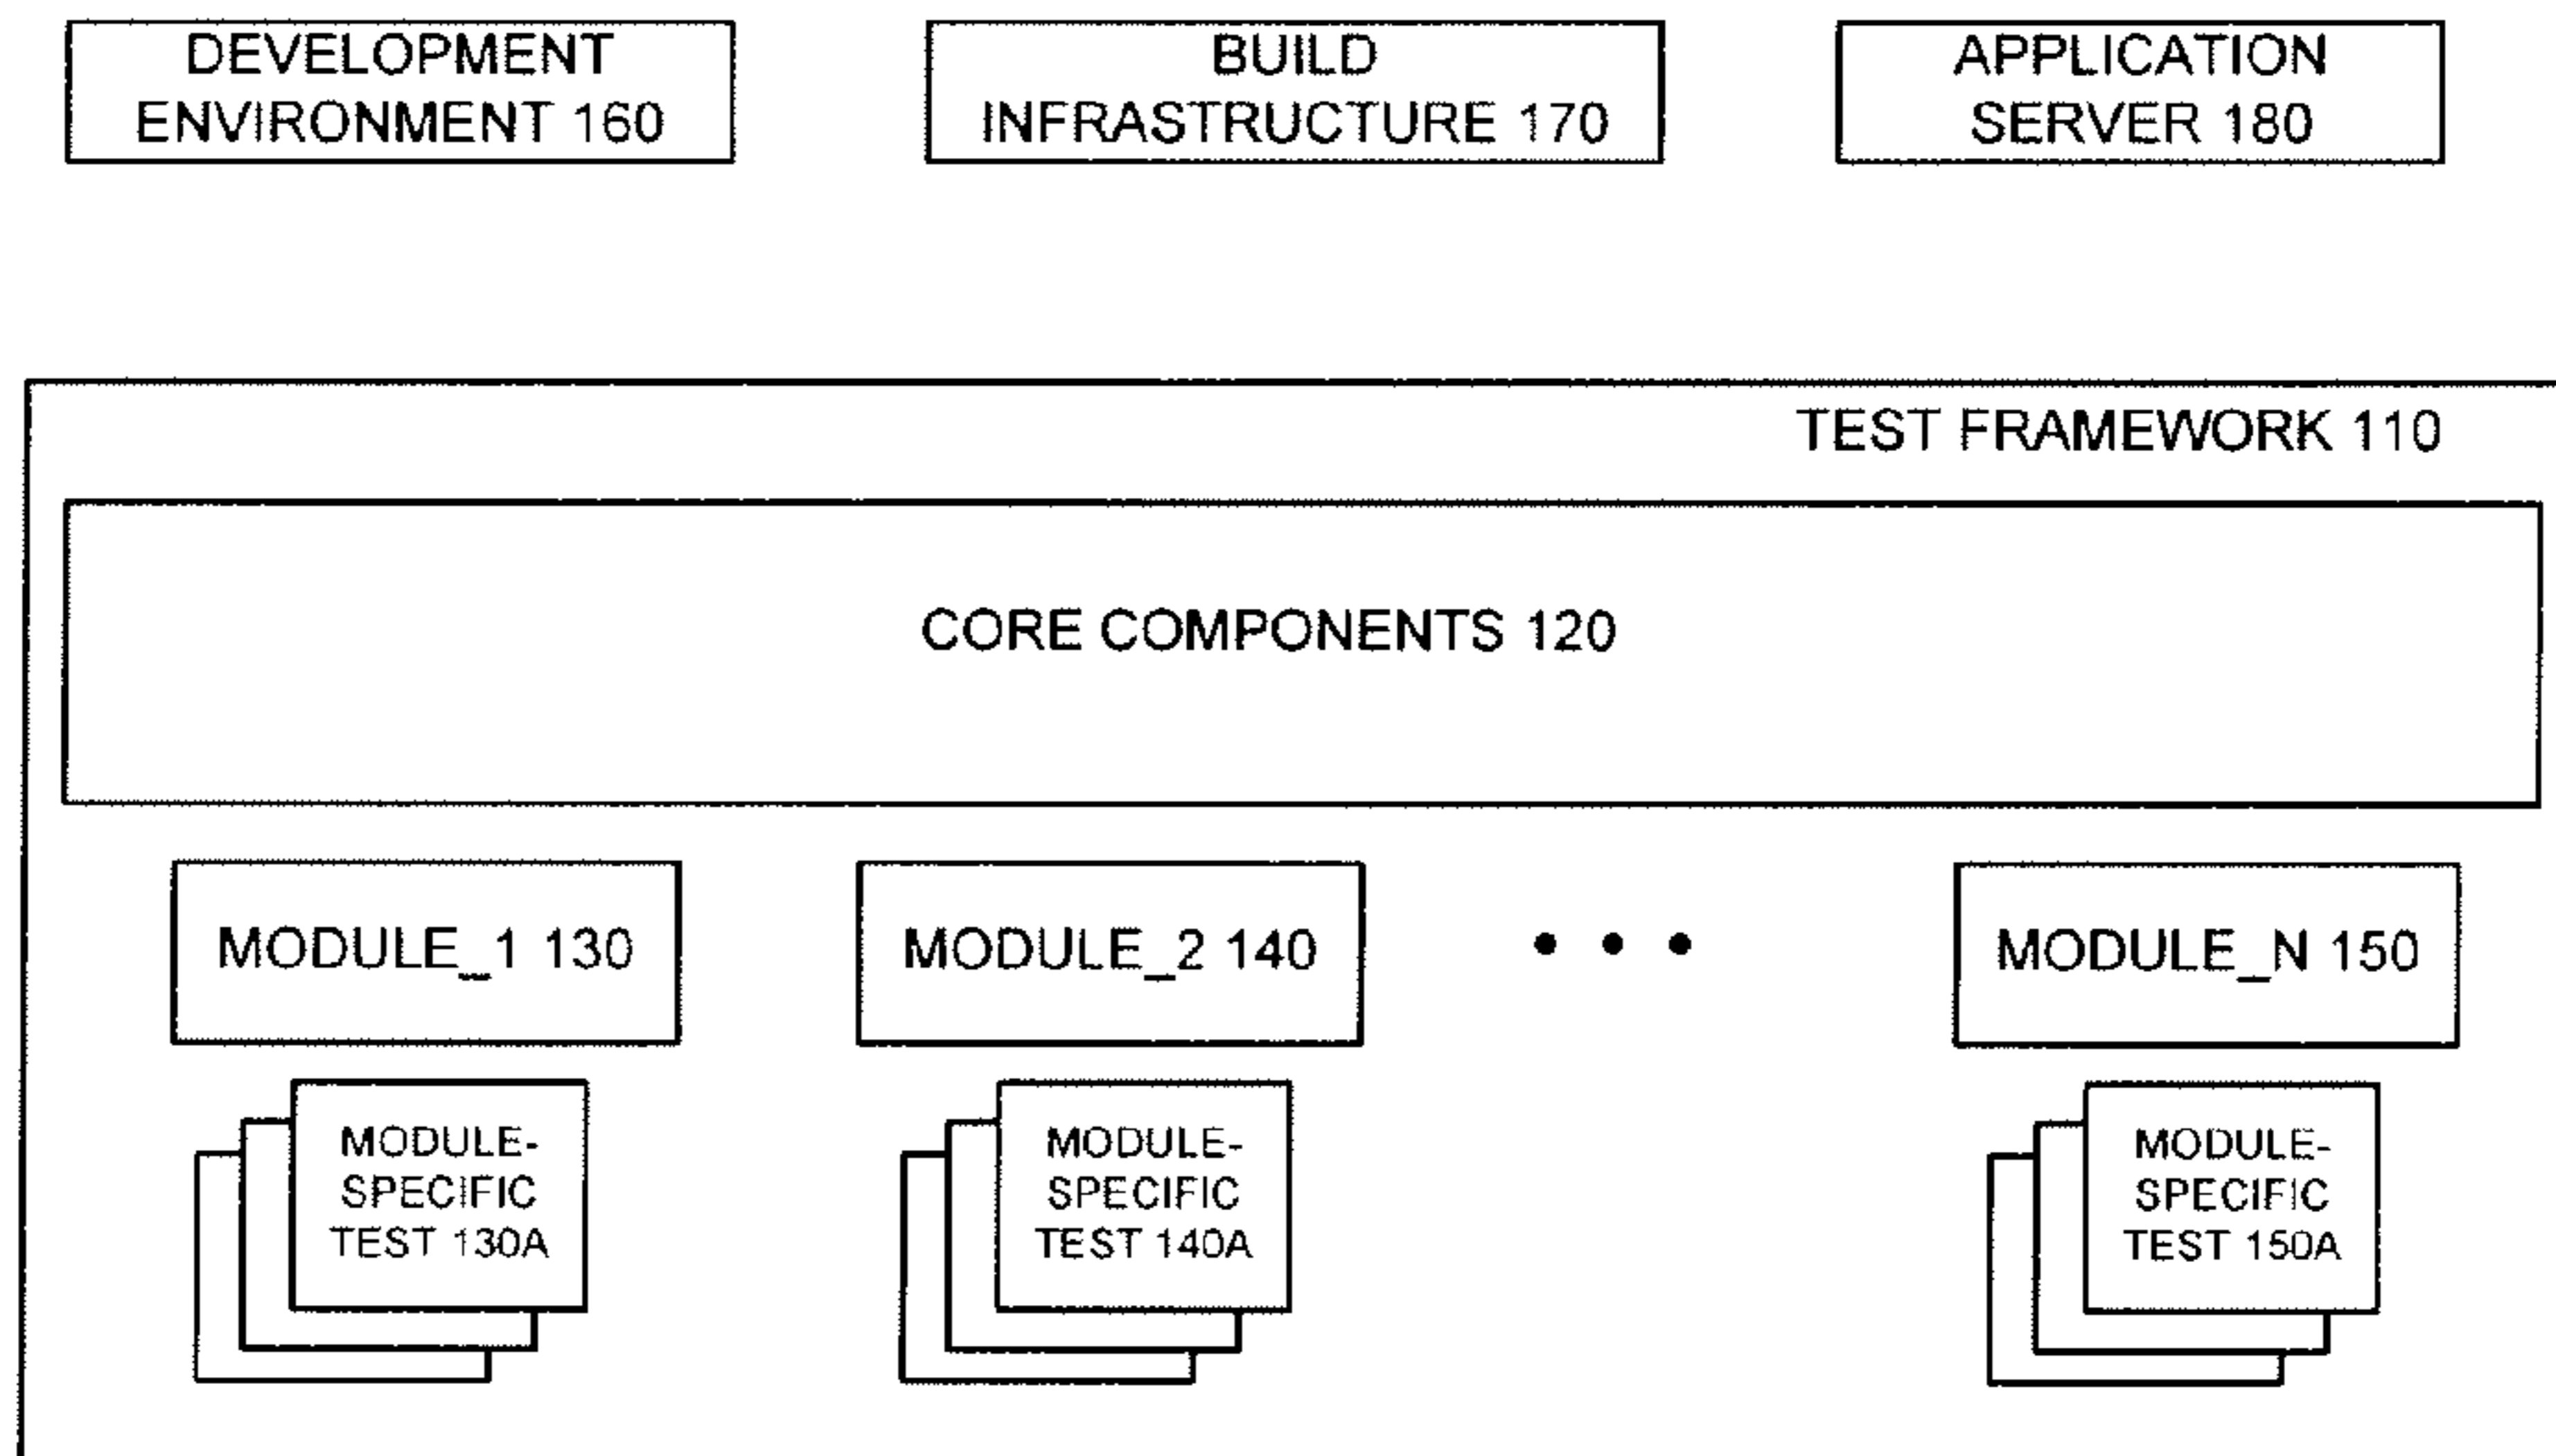 DEVELOPMENT
ENVIRONMENT 160
BUILD
INFRASTRUCTURE 170
APPLICATION
SERVER 180
TEST FRAMEWORK 110
CORE COMPONENTS 120
MODULE_1 130
MODULE_2 140
MODULE_N 150
MODULE-
SPECIFIC
TEST 130A
MODULE-
SPECIFIC
TEST 140A
MODULE-
SPECIFIC
TEST 150A